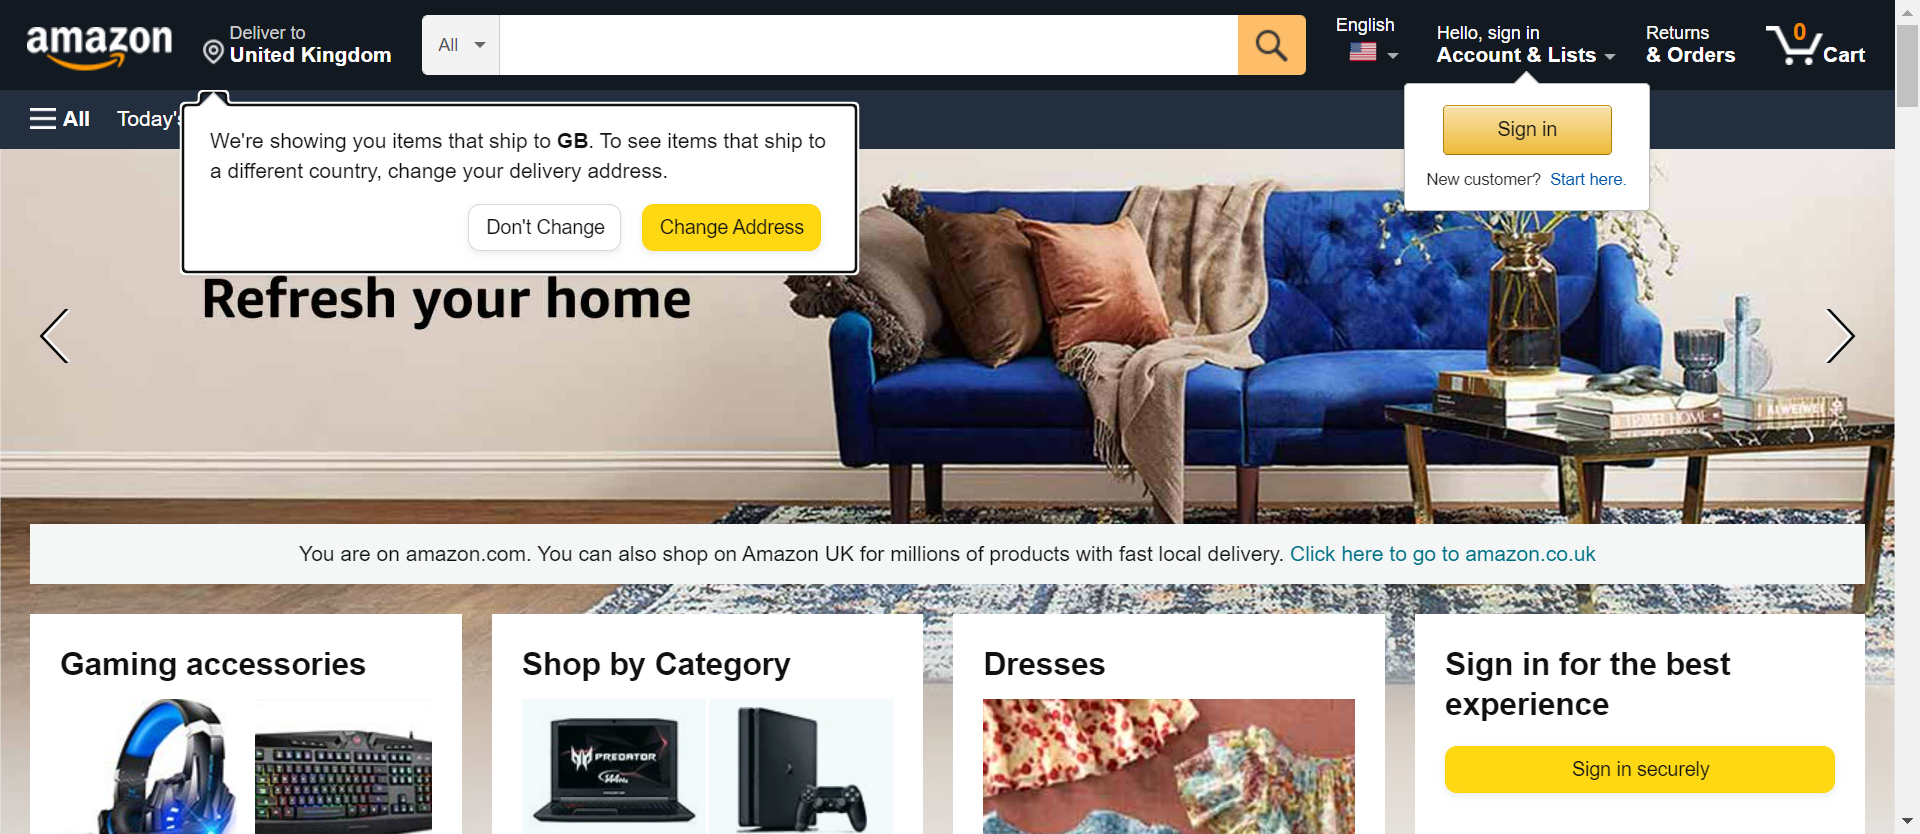 amazon
Deliver to
United Kingdom
All
English
Hello, sign in
Account & Lists
Returns
& Orders
0
Cart
All
Today's
We're showing you items that ship to GB. To see items that ship to
a different country, change your delivery address.
Don't Change
Change Address
Sign in
New customer? Start here.
Refresh your home
TRAVEL HOME
AI WEIWEI
You are on amazon.com. You can also shop on Amazon UK for millions of products with fast local delivery. Click here to go to amazon.co.uk
Gaming accessories
Shop by Category
PREDATOR
144Hz
Dresses
Sign in for the best
experience
Sign in securely